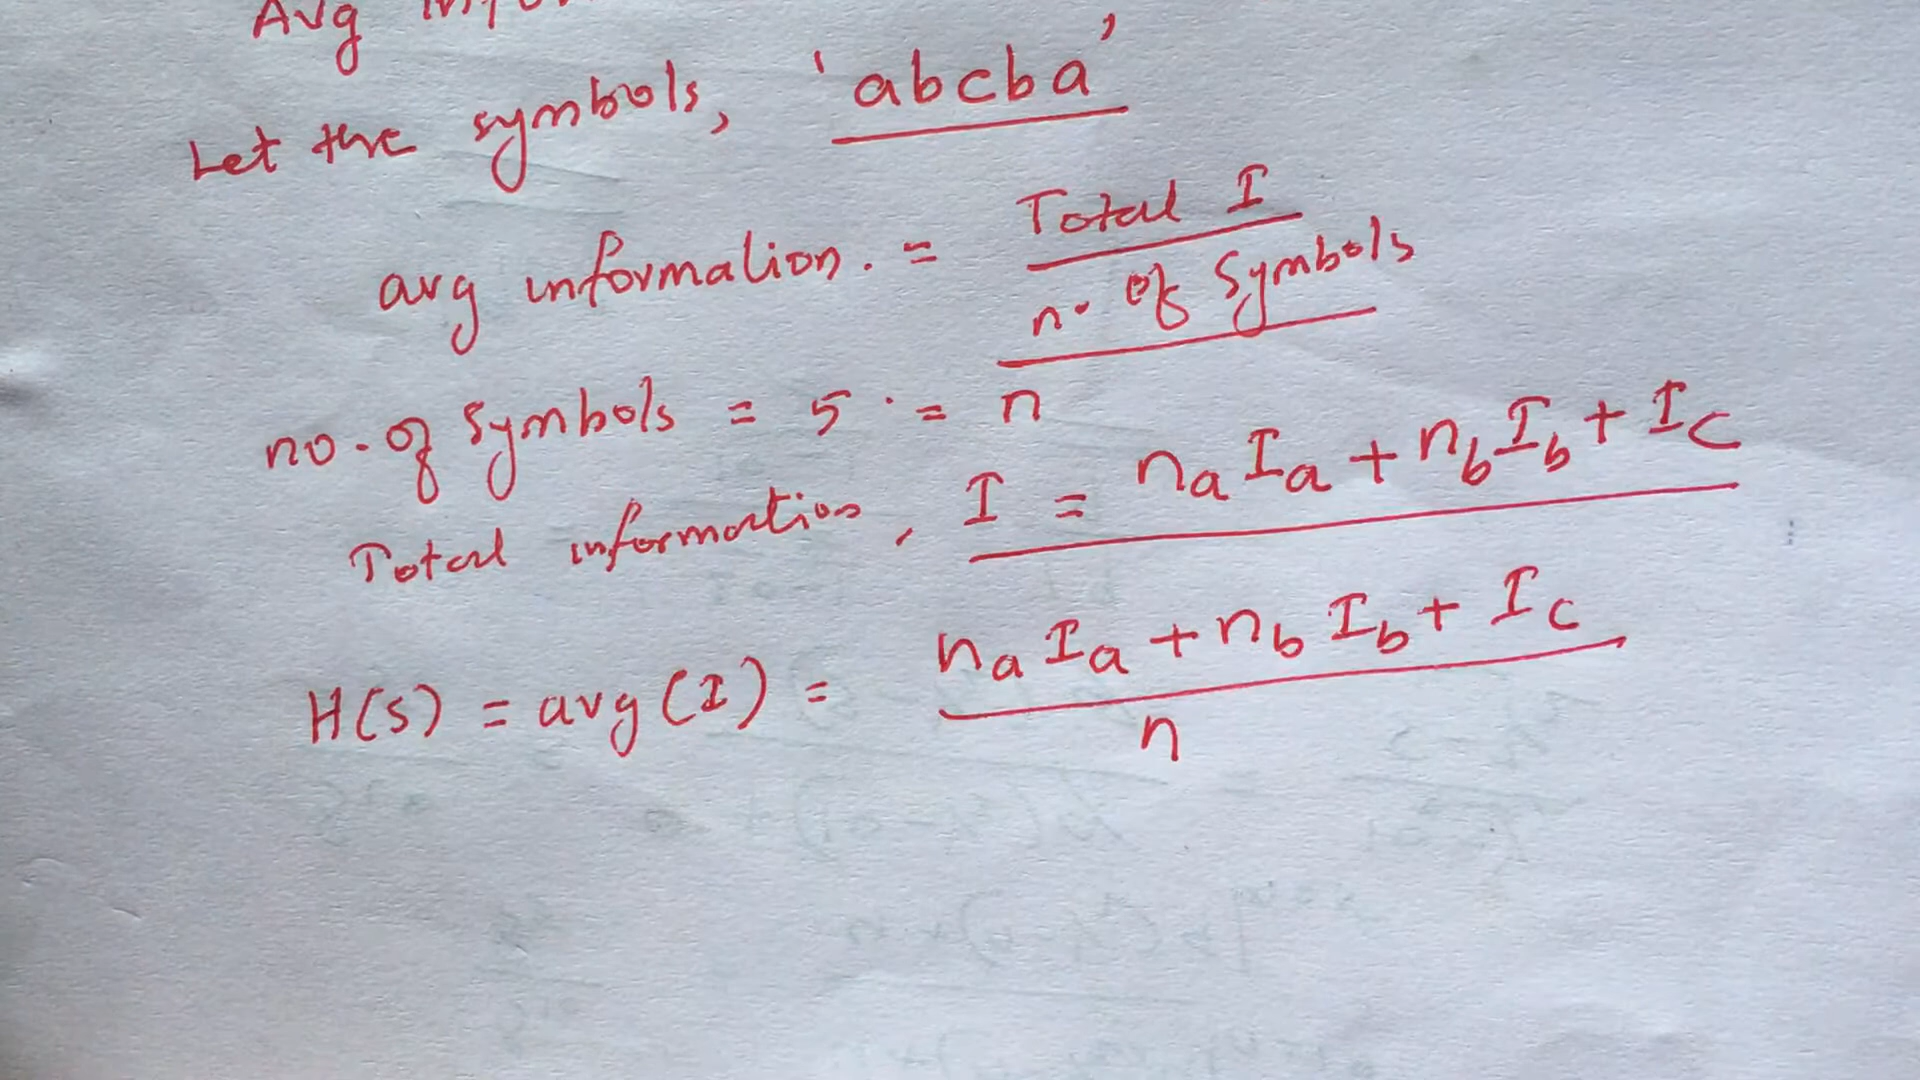 Avg
Let the symbols, 'abcba'
avg information. = Total I / no. of Symbols
no. of Symbols = 5 . = n
Total information, I = naIa + nbIb + Ic
H(S) = avg(I) = naIa + nbIb + Ic / n